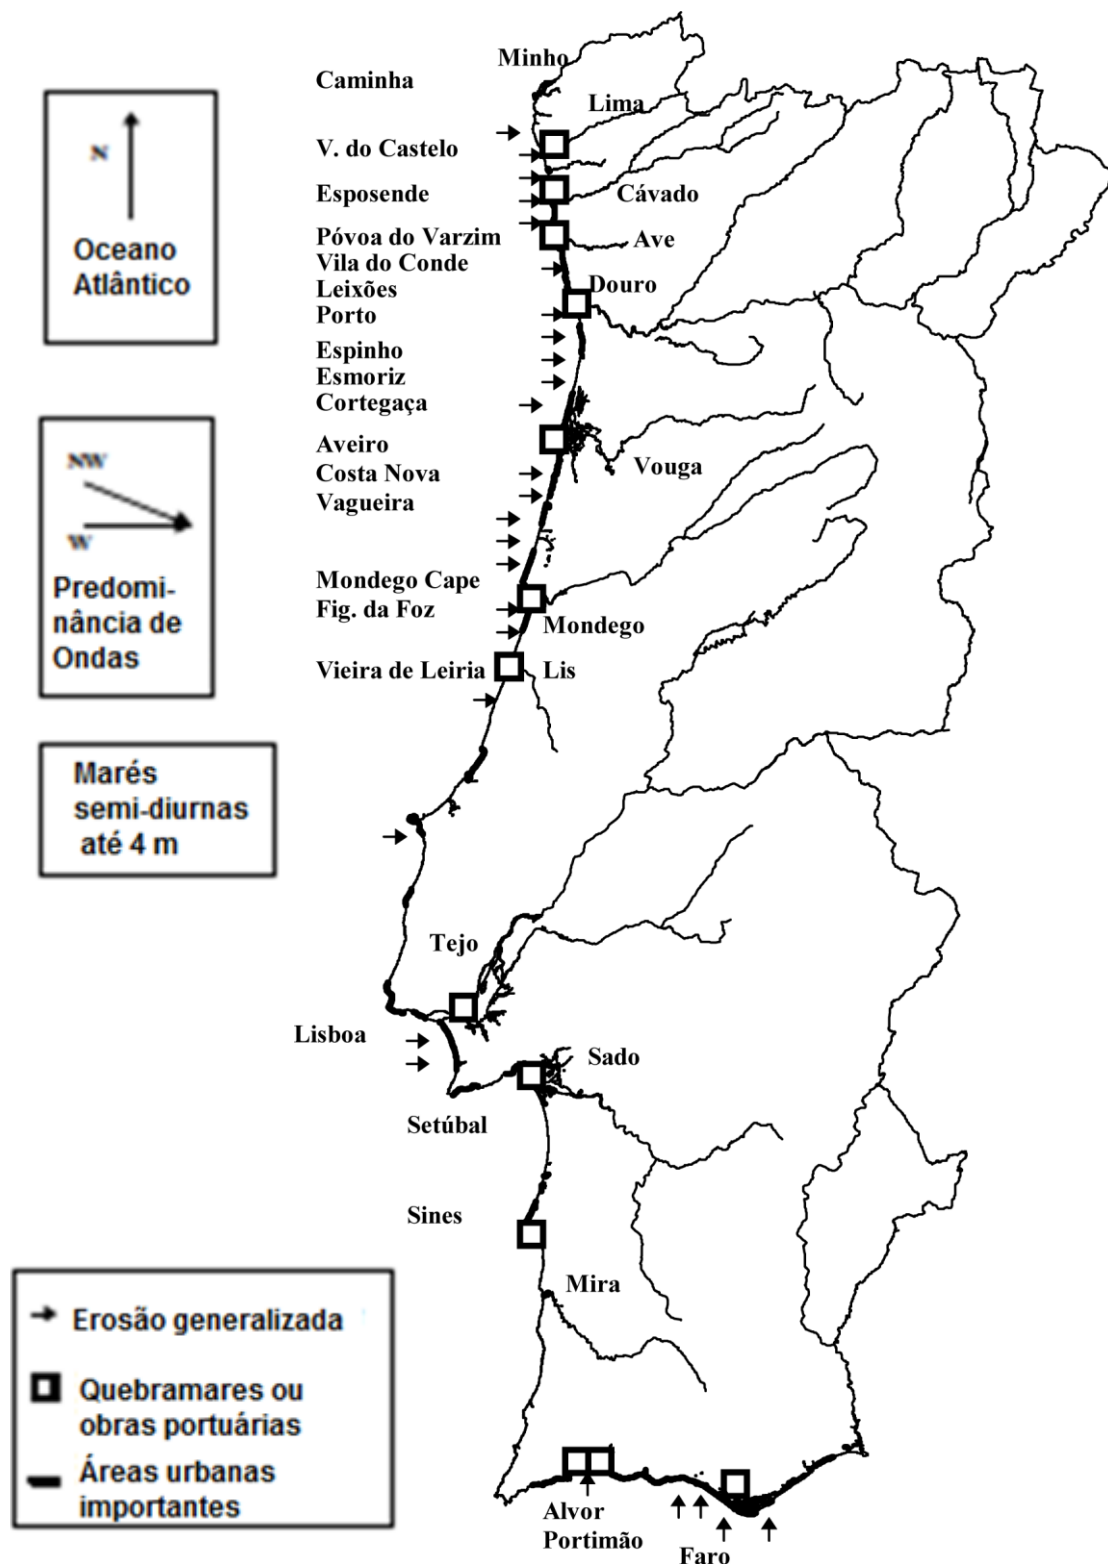 Minho
Caminha
Lima
V. do Castelo
Esposende
Cávado
Póvoa do Varzim
Ave
Vila do Conde
Leixões
Douro
Porto
Espinho
Esmoriz
Cortegaça
Aveiro
Costa Nova
Vouga
Vagueira
Mondego Cape
Fig. da Foz
Mondego
Vieira de Leiria
Lis
Tejo
Lisboa
Sado
Setúbal
Sines
Mira
Alvor
Portimão
Faro
N
Oceano
Atlântico
NW
W
Predomi-
nância de
Ondas
Marés
semi-diurnas
até 4 m
Erosão generalizada
Quebramares ou
obras portuárias
Áreas urbanas
importantes